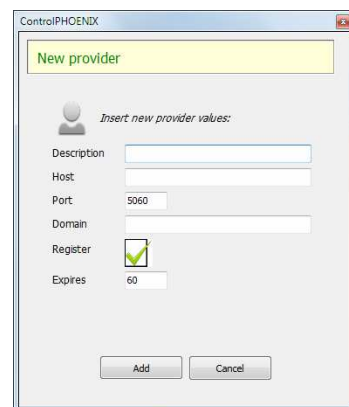 ControlPHOENIX
New provider
Insert new provider values:
Description
Host
Port 5060
Domain
Register
Expires 60
Add Cancel